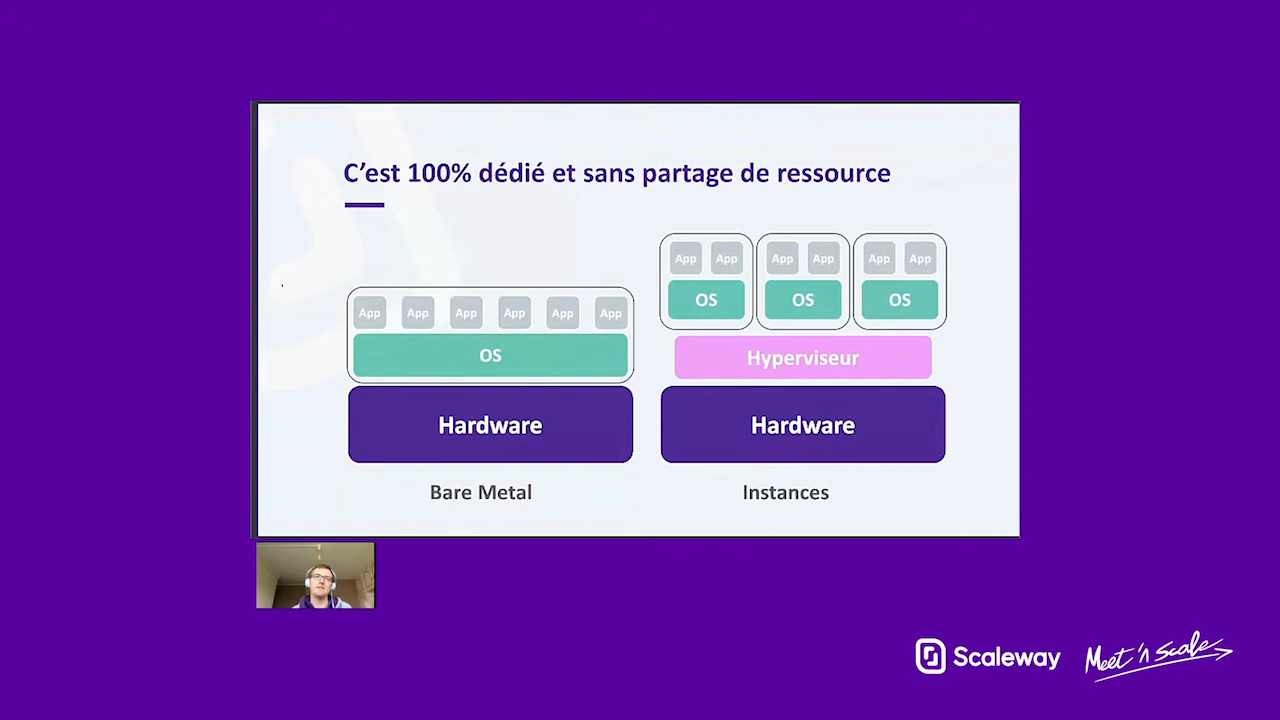 C’est 100% dédié et sans partage de ressource
App App App App App App
OS
Hardware
Bare Metal
App App App App App App
OS OS OS
Hyperviseur
Hardware
Instances
Scaleway
Meet 'n Scale